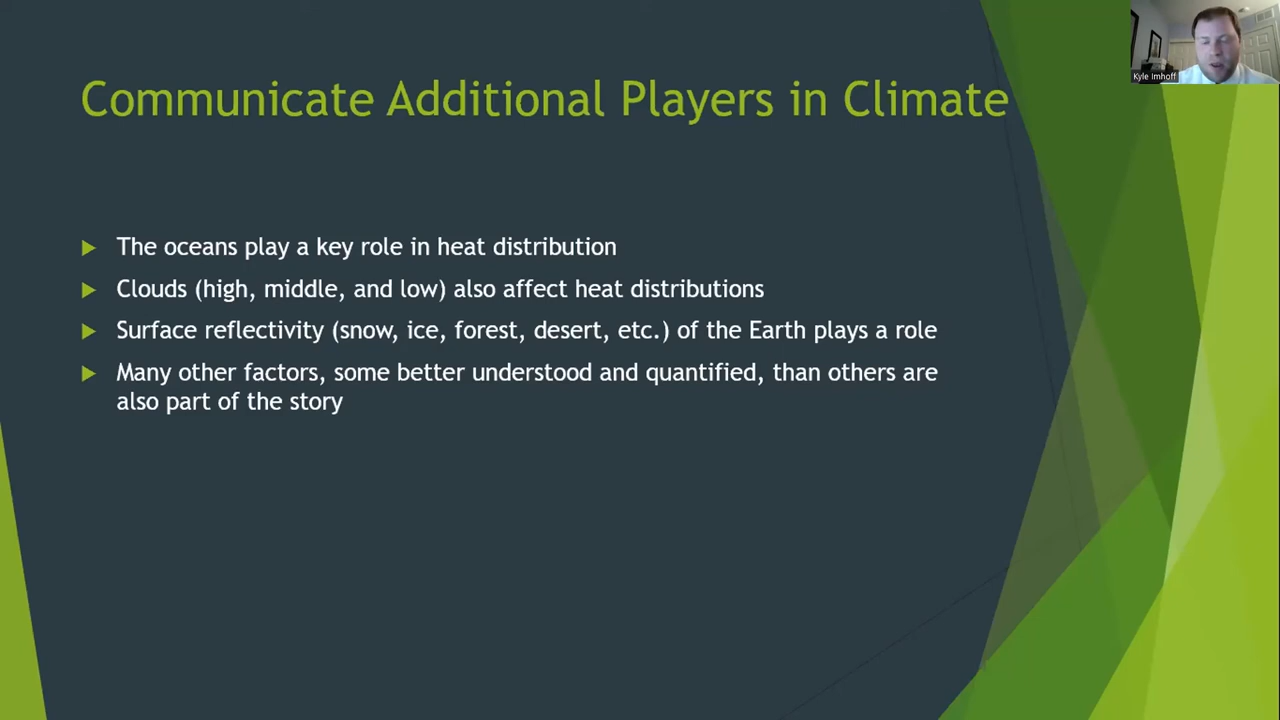 Communicate Additional Players in Climate
Kyle Imhoff
The oceans play a key role in heat distribution
Clouds (high, middle, and low) also affect heat distributions
Surface reflectivity (snow, ice, forest, desert, etc.) of the Earth plays a role
Many other factors, some better understood and quantified, than others are
also part of the story